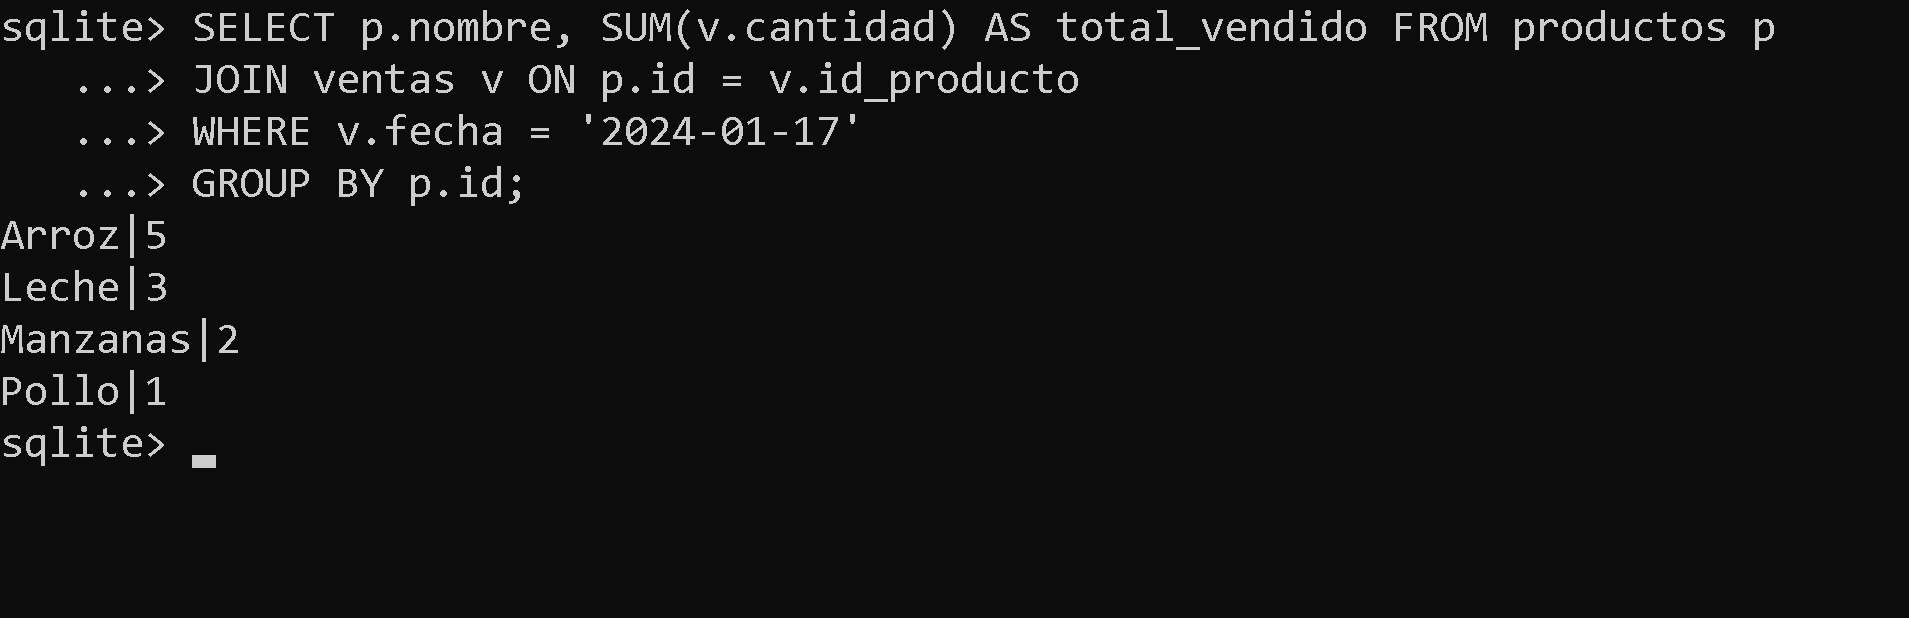 sqlite> SELECT p.nombre, SUM(v.cantidad) AS total_vendido FROM productos p
   ...> JOIN ventas v ON p.id = v.id_producto
   ...> WHERE v.fecha = '2024-01-17'
   ...> GROUP BY p.id;
Arroz|5
Leche|3
Manzanas|2
Pollo|1
sqlite>